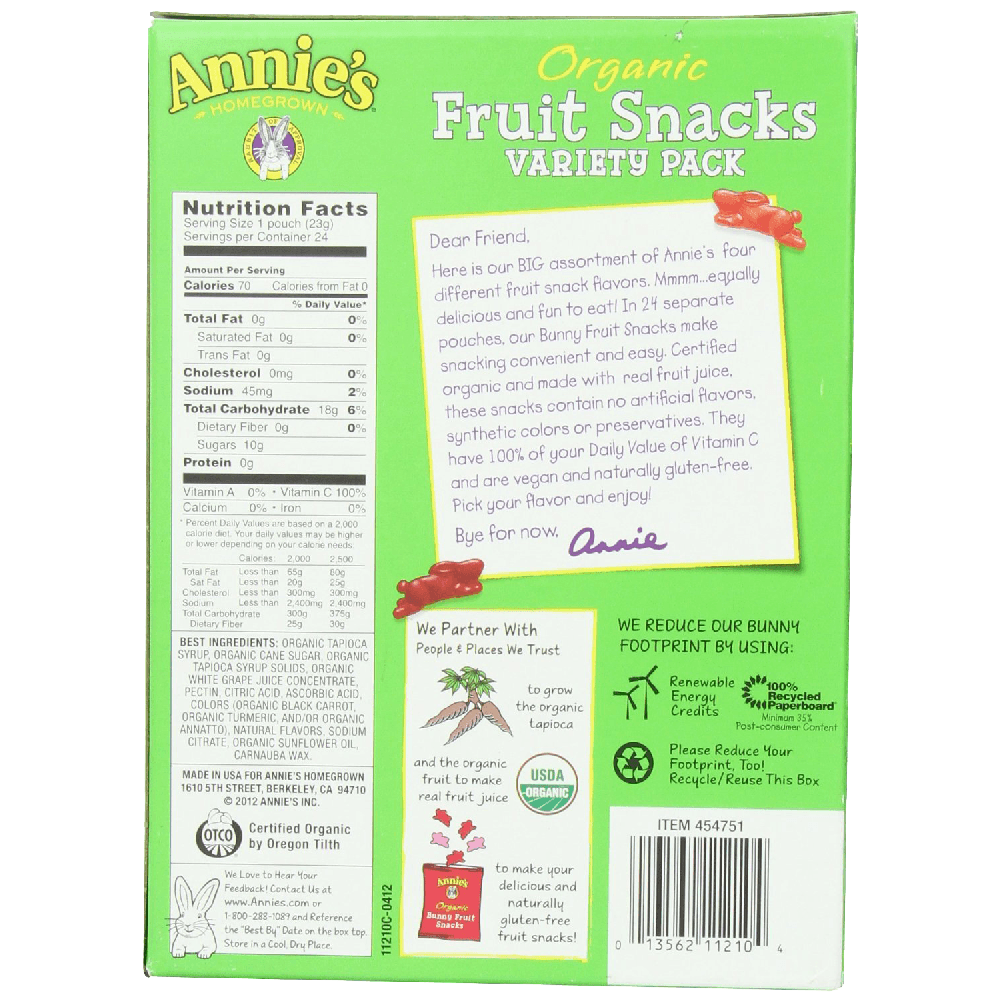 Annie's
HOMEGROWN
RABBIT OF APPROVAL
Organic
Fruit Snacks
VARIETY PACK
Nutrition Facts
Serving Size 1 pouch (23g)
Servings per Container 24
Amount Per Serving
Calories 70 Calories from Fat 0
% Daily Value*
Total Fat 0g 0%
Saturated Fat 0g 0%
Trans Fat 0g
Cholesterol 0mg 0%
Sodium 45mg 2%
Total Carbohydrate 18g 6%
Dietary Fiber 0g 0%
Sugars 10g
Protein 0g
Vitamin A 0% • Vitamin C 100%
Calcium 0% • Iron 0%
* Percent Daily Values are based on a 2,000
calorie diet. Your daily values may be higher
or lower depending on your calorie needs.
Calories: 2,000 2,500
Total Fat Less than 65g 80g
Sat Fat Less than 20g 25g
Cholesterol Less than 300mg 300mg
Sodium Less than 2,400mg 2,400mg
Total Carbohydrate 300g 375g
Dietary Fiber 25g 30g
BEST INGREDIENTS: ORGANIC TAPIOCA
SYRUP, ORGANIC CANE SUGAR, ORGANIC
TAPIOCA SYRUP SOLIDS, ORGANIC
WHITE GRAPE JUICE CONCENTRATE,
PECTIN, CITRIC ACID, ASCORBIC ACID,
COLORS (ORGANIC BLACK CARROT,
ORGANIC TURMERIC, AND/OR ORGANIC
ANNATTO), NATURAL FLAVORS, SODIUM
CITRATE, ORGANIC SUNFLOWER OIL,
CARNAUBA WAX.
MADE IN USA FOR ANNIE'S HOMEGROWN
1610 5TH STREET, BERKELEY, CA 94710
© 2012 ANNIE'S INC.
OTCO
Certified Organic
by Oregon Tilth
We Love to Hear Your
Feedback! Contact Us at
www.Annies.com or
1-800-288-1089 and Reference
the "Best By" Date on the box top.
Store in a Cool, Dry Place.
11210C-0412
Dear Friend,
Here is our BIG assortment of Annie's four
different fruit snack flavors. Mmmm...equally
delicious and fun to eat! In 24 separate
pouches, our Bunny Fruit Snacks make
snacking convenient and easy. Certified
organic and made with real fruit juice,
these snacks contain no artificial flavors,
synthetic colors or preservatives. They
have 100% of your Daily Value of Vitamin C
and are vegan and naturally gluten-free.
Pick your flavor and enjoy!
Bye for now,
Annie
We Partner With
People & Places We Trust
to grow
the organic
tapioca
and the organic
fruit to make
real fruit juice
USDA
ORGANIC
to make your
delicious and
naturally
gluten-free
fruit snacks!
Annie's
Organic
Bunny Fruit
Snacks
WE REDUCE OUR BUNNY
FOOTPRINT BY USING:
Renewable
Energy
Credits
100%
Recycled
Paperboard
Minimum 35%
Post-consumer Content
Please Reduce Your
Footprint, Too!
Recycle/Reuse This Box
ITEM 454751
0 13562 11210 4